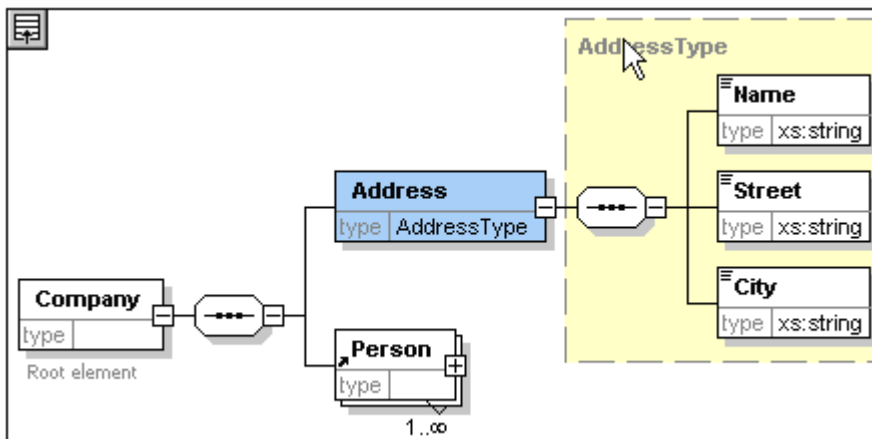 AddressType
Name
type xs:string
Address
type AddressType
Street
type xs:string
City
type xs:string
Company
type
Root element
Person
type
1..∞